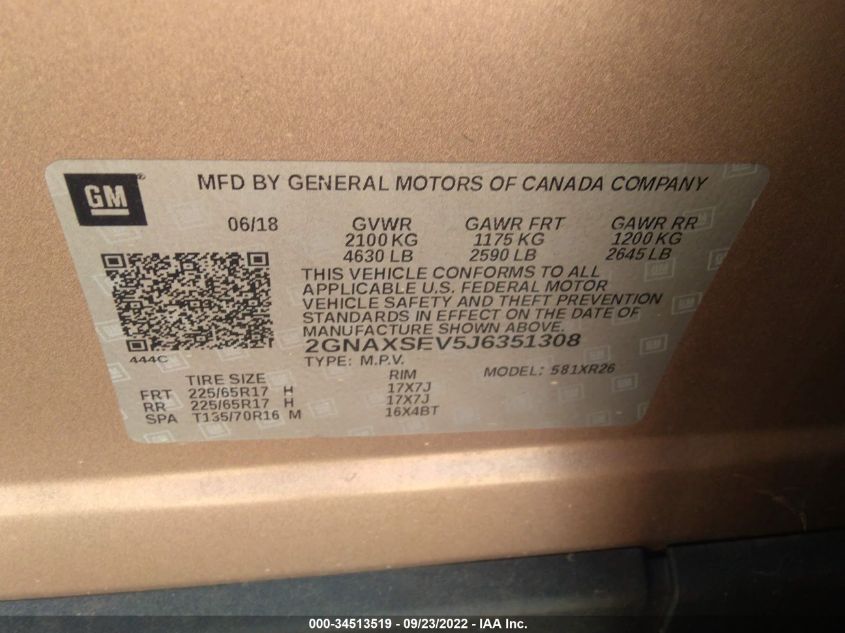 GM
MFD BY GENERAL MOTORS OF CANADA COMPANY
06/18 GVWR GAWR FRT GAWR RR
2100 KG 1175 KG 1200 KG
4630 LB 2590 LB 2645 LB
THIS VEHICLE CONFORMS TO ALL
APPLICABLE U.S. FEDERAL MOTOR
VEHICLE SAFETY AND THEFT PREVENTION
STANDARDS IN EFFECT ON THE DATE OF
MANUFACTURE SHOWN ABOVE.
2GNAXSEV5J6351308
444C
TYPE: M.P.V. MODEL: 581XR26
TIRE SIZE RIM
FRT 225/65R17 H 17X7J
RR 225/65R17 H 17X7J
SPA T135/70R16 M 16X4BT
000-34513519 - 09/23/2022 - IAA Inc.